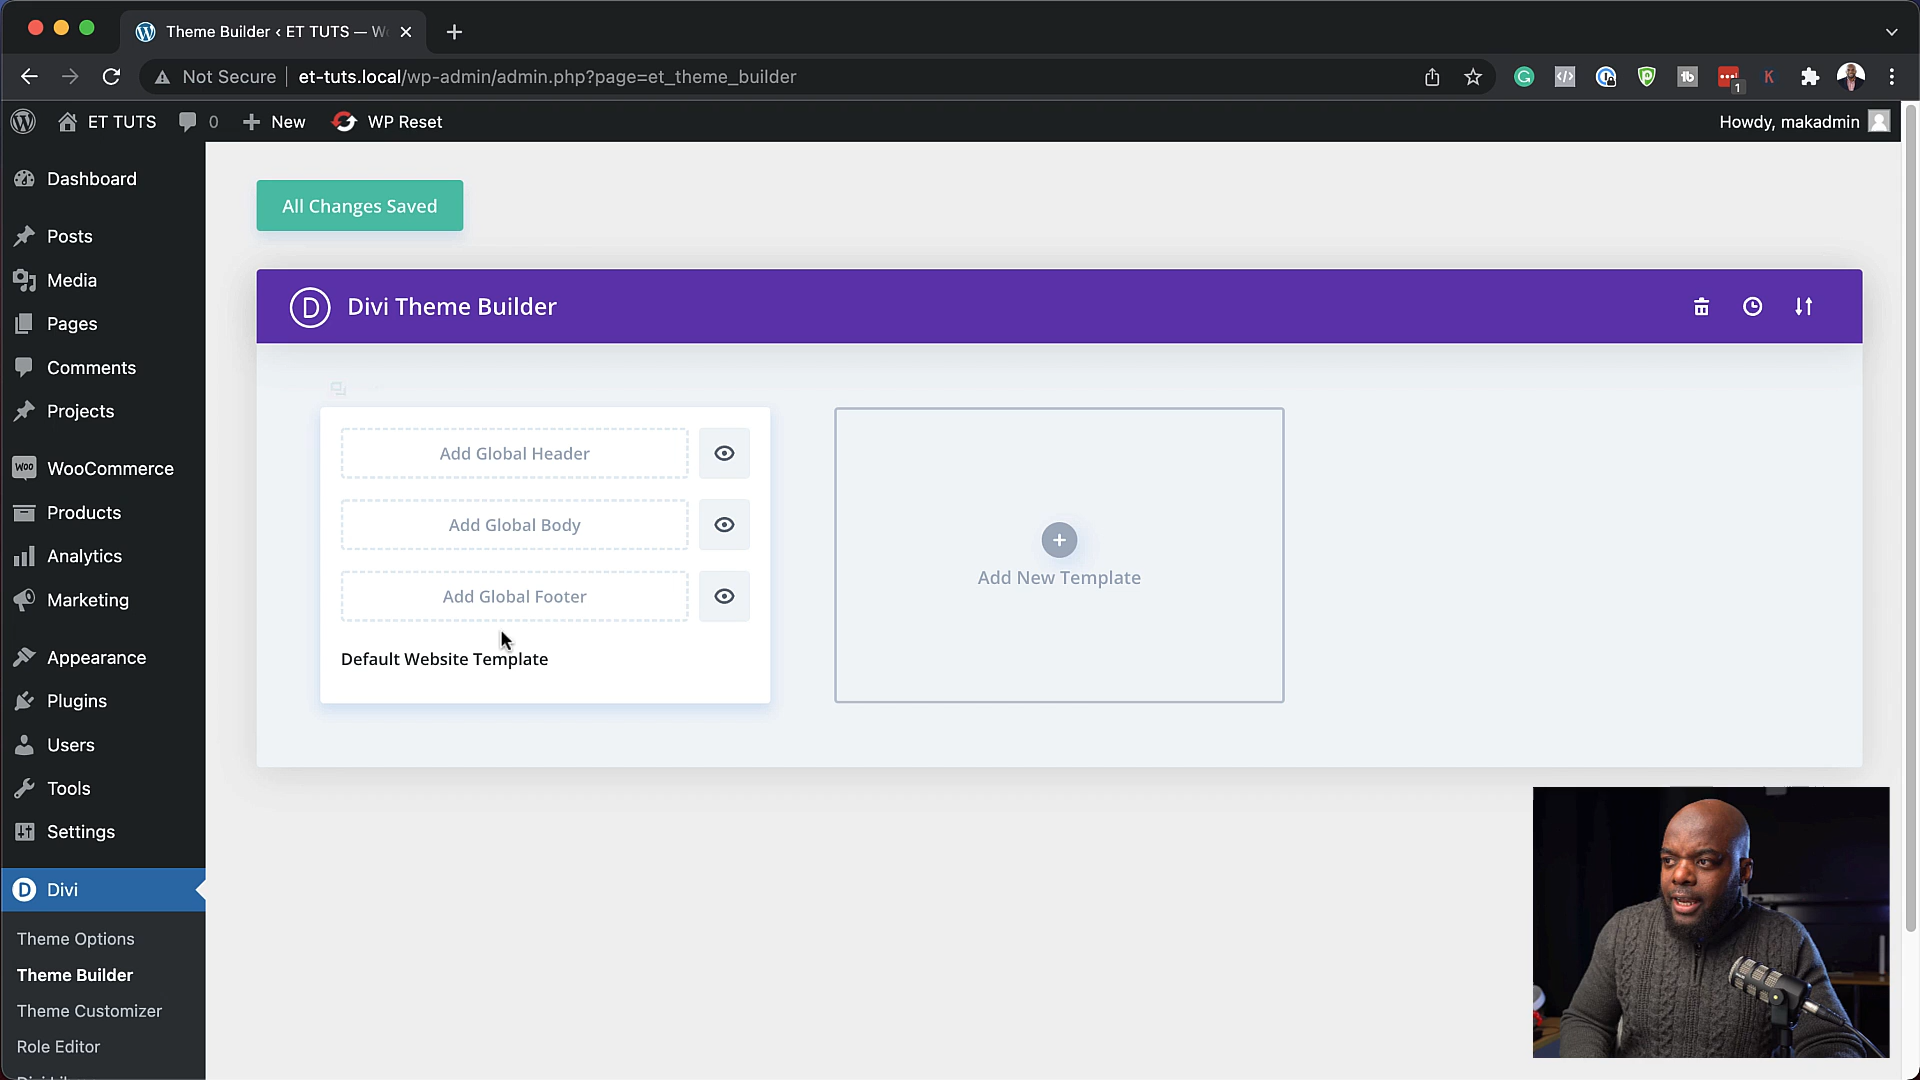 Theme Builder ‹ ET TUTS — W
Not Secure
et-tuts.local/wp-admin/admin.php?page=et_theme_builder
1
K
ET TUTS
0
New
WP Reset
Howdy, makadmin
Dashboard
Posts
Media
Pages
Comments
Projects
WooCommerce
Products
Analytics
Marketing
Appearance
Plugins
Users
Tools
Settings
Divi
Theme Options
Theme Builder
Theme Customizer
Role Editor
All Changes Saved
D
Divi Theme Builder
Add Global Header
Add Global Body
Add Global Footer
Default Website Template
Add New Template